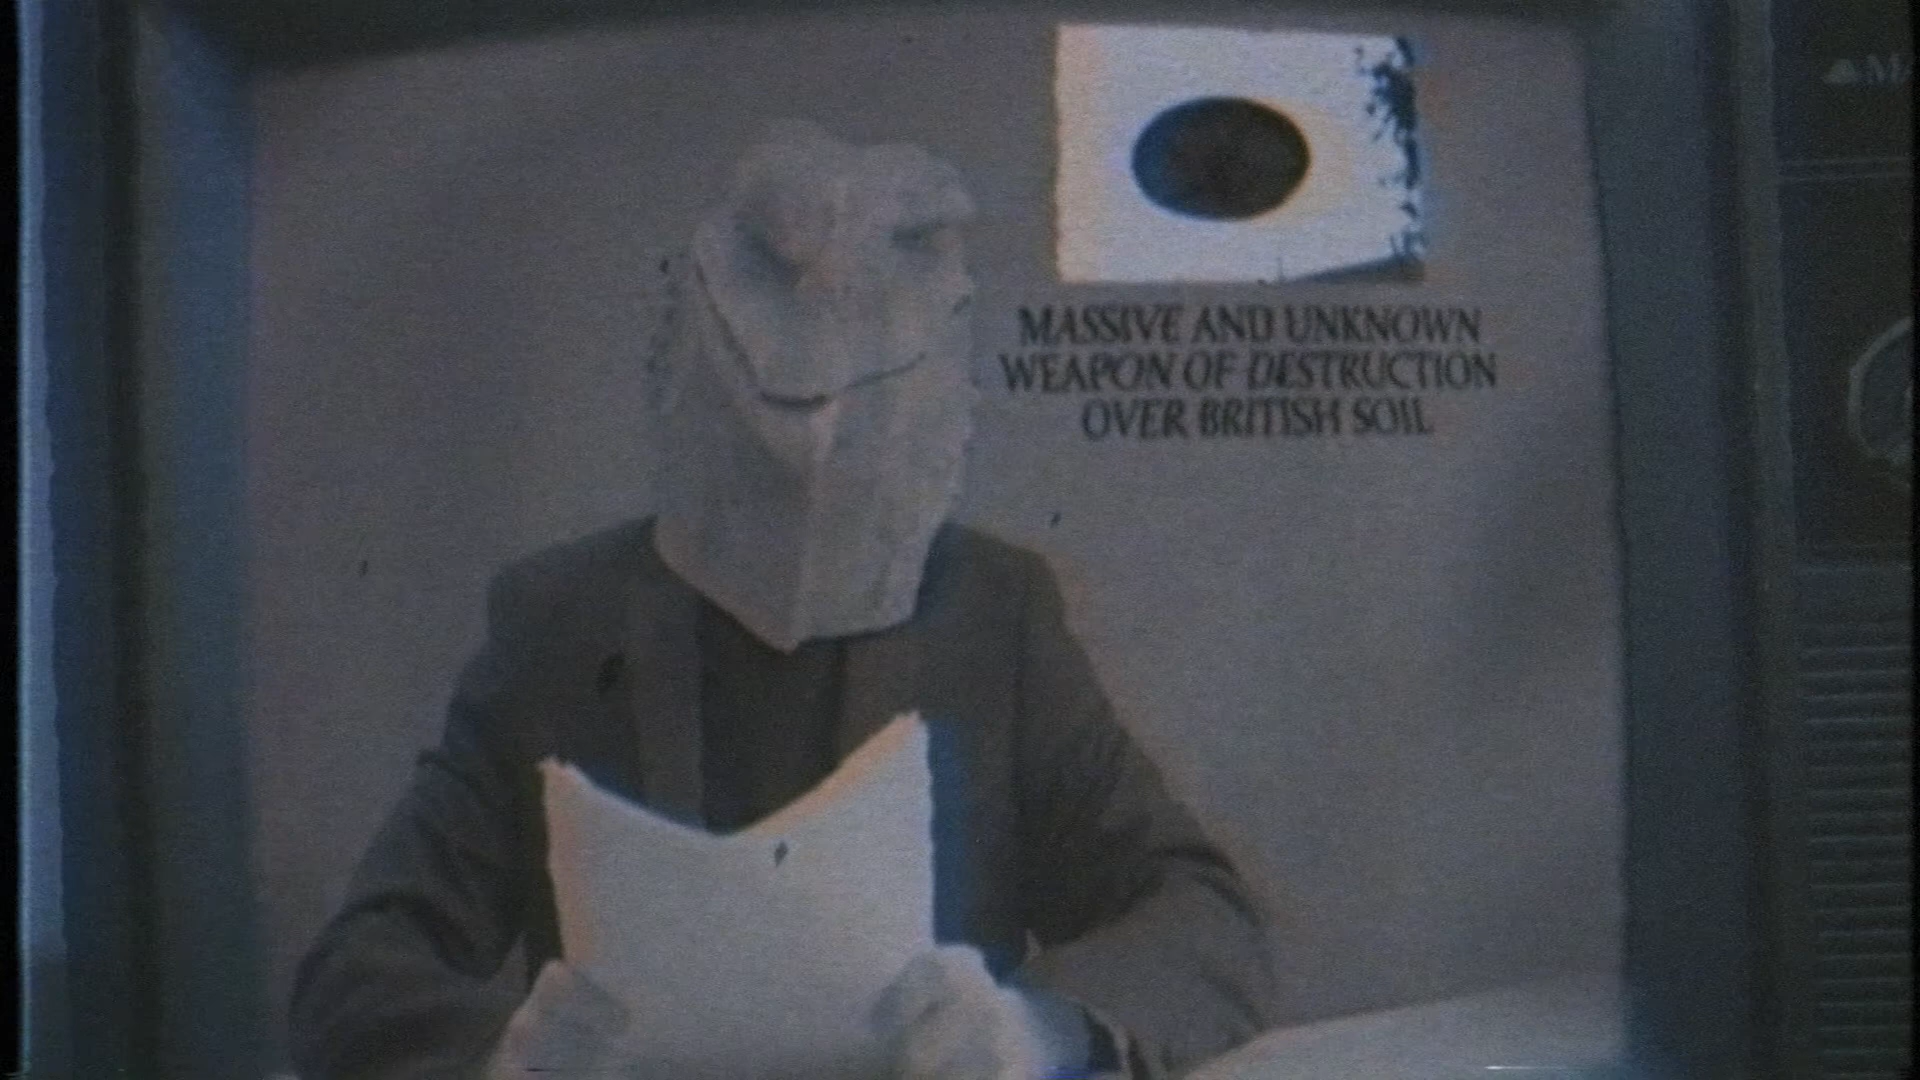 MASSIVE AND UNKNOWN
WEAPON OF DESTRUCTION
OVER BRITISH SOIL